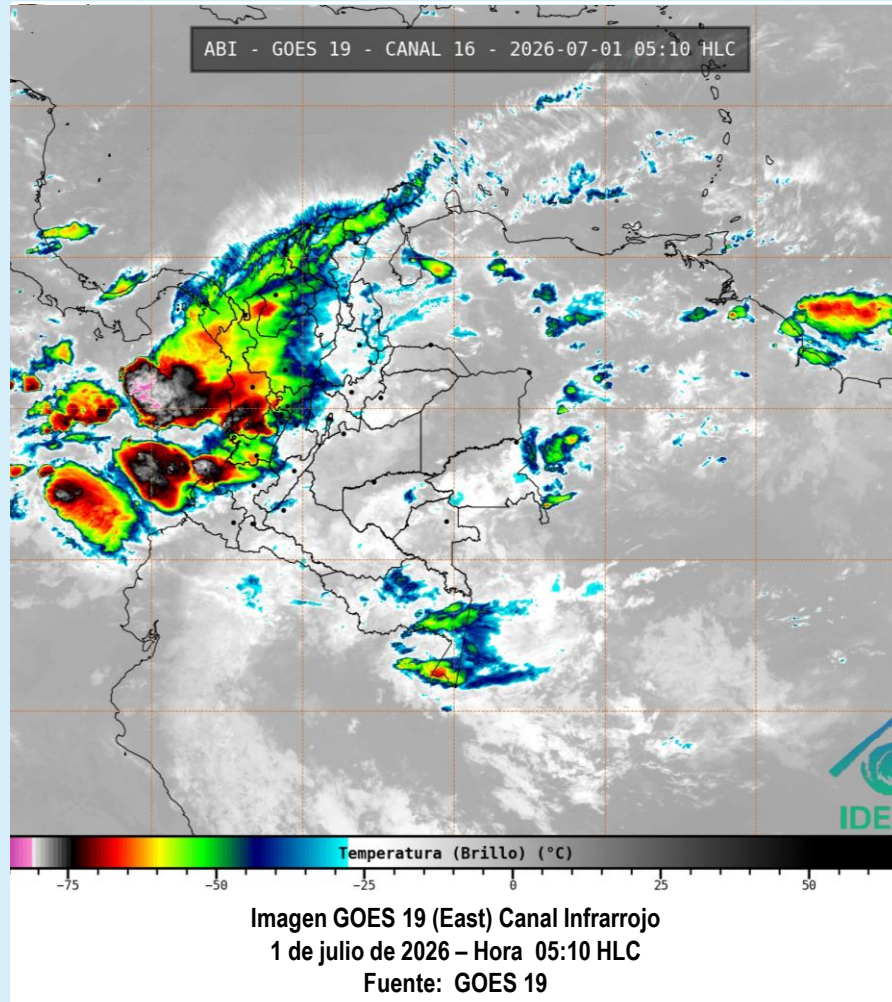 ABI - GOES 19 - CANAL 16 - 2026-07-01 05:10 HLC
IDE
Temperatura (Brillo) (°C)
−75 −50 −25 0 25 50
Imagen GOES 19 (East) Canal Infrarrojo
1 de julio de 2026 – Hora 05:10 HLC
Fuente: GOES 19